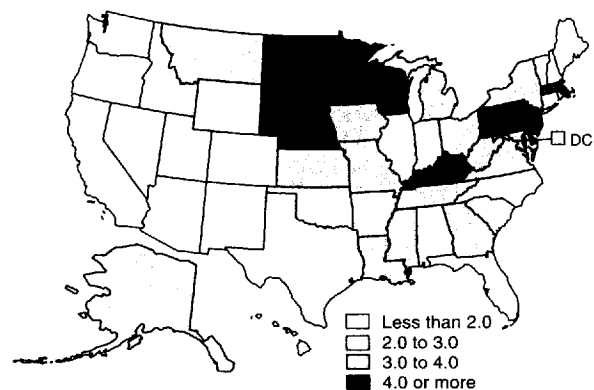 DC
Less than 2.0
2.0 to 3.0
3.0 to 4.0
4.0 or more